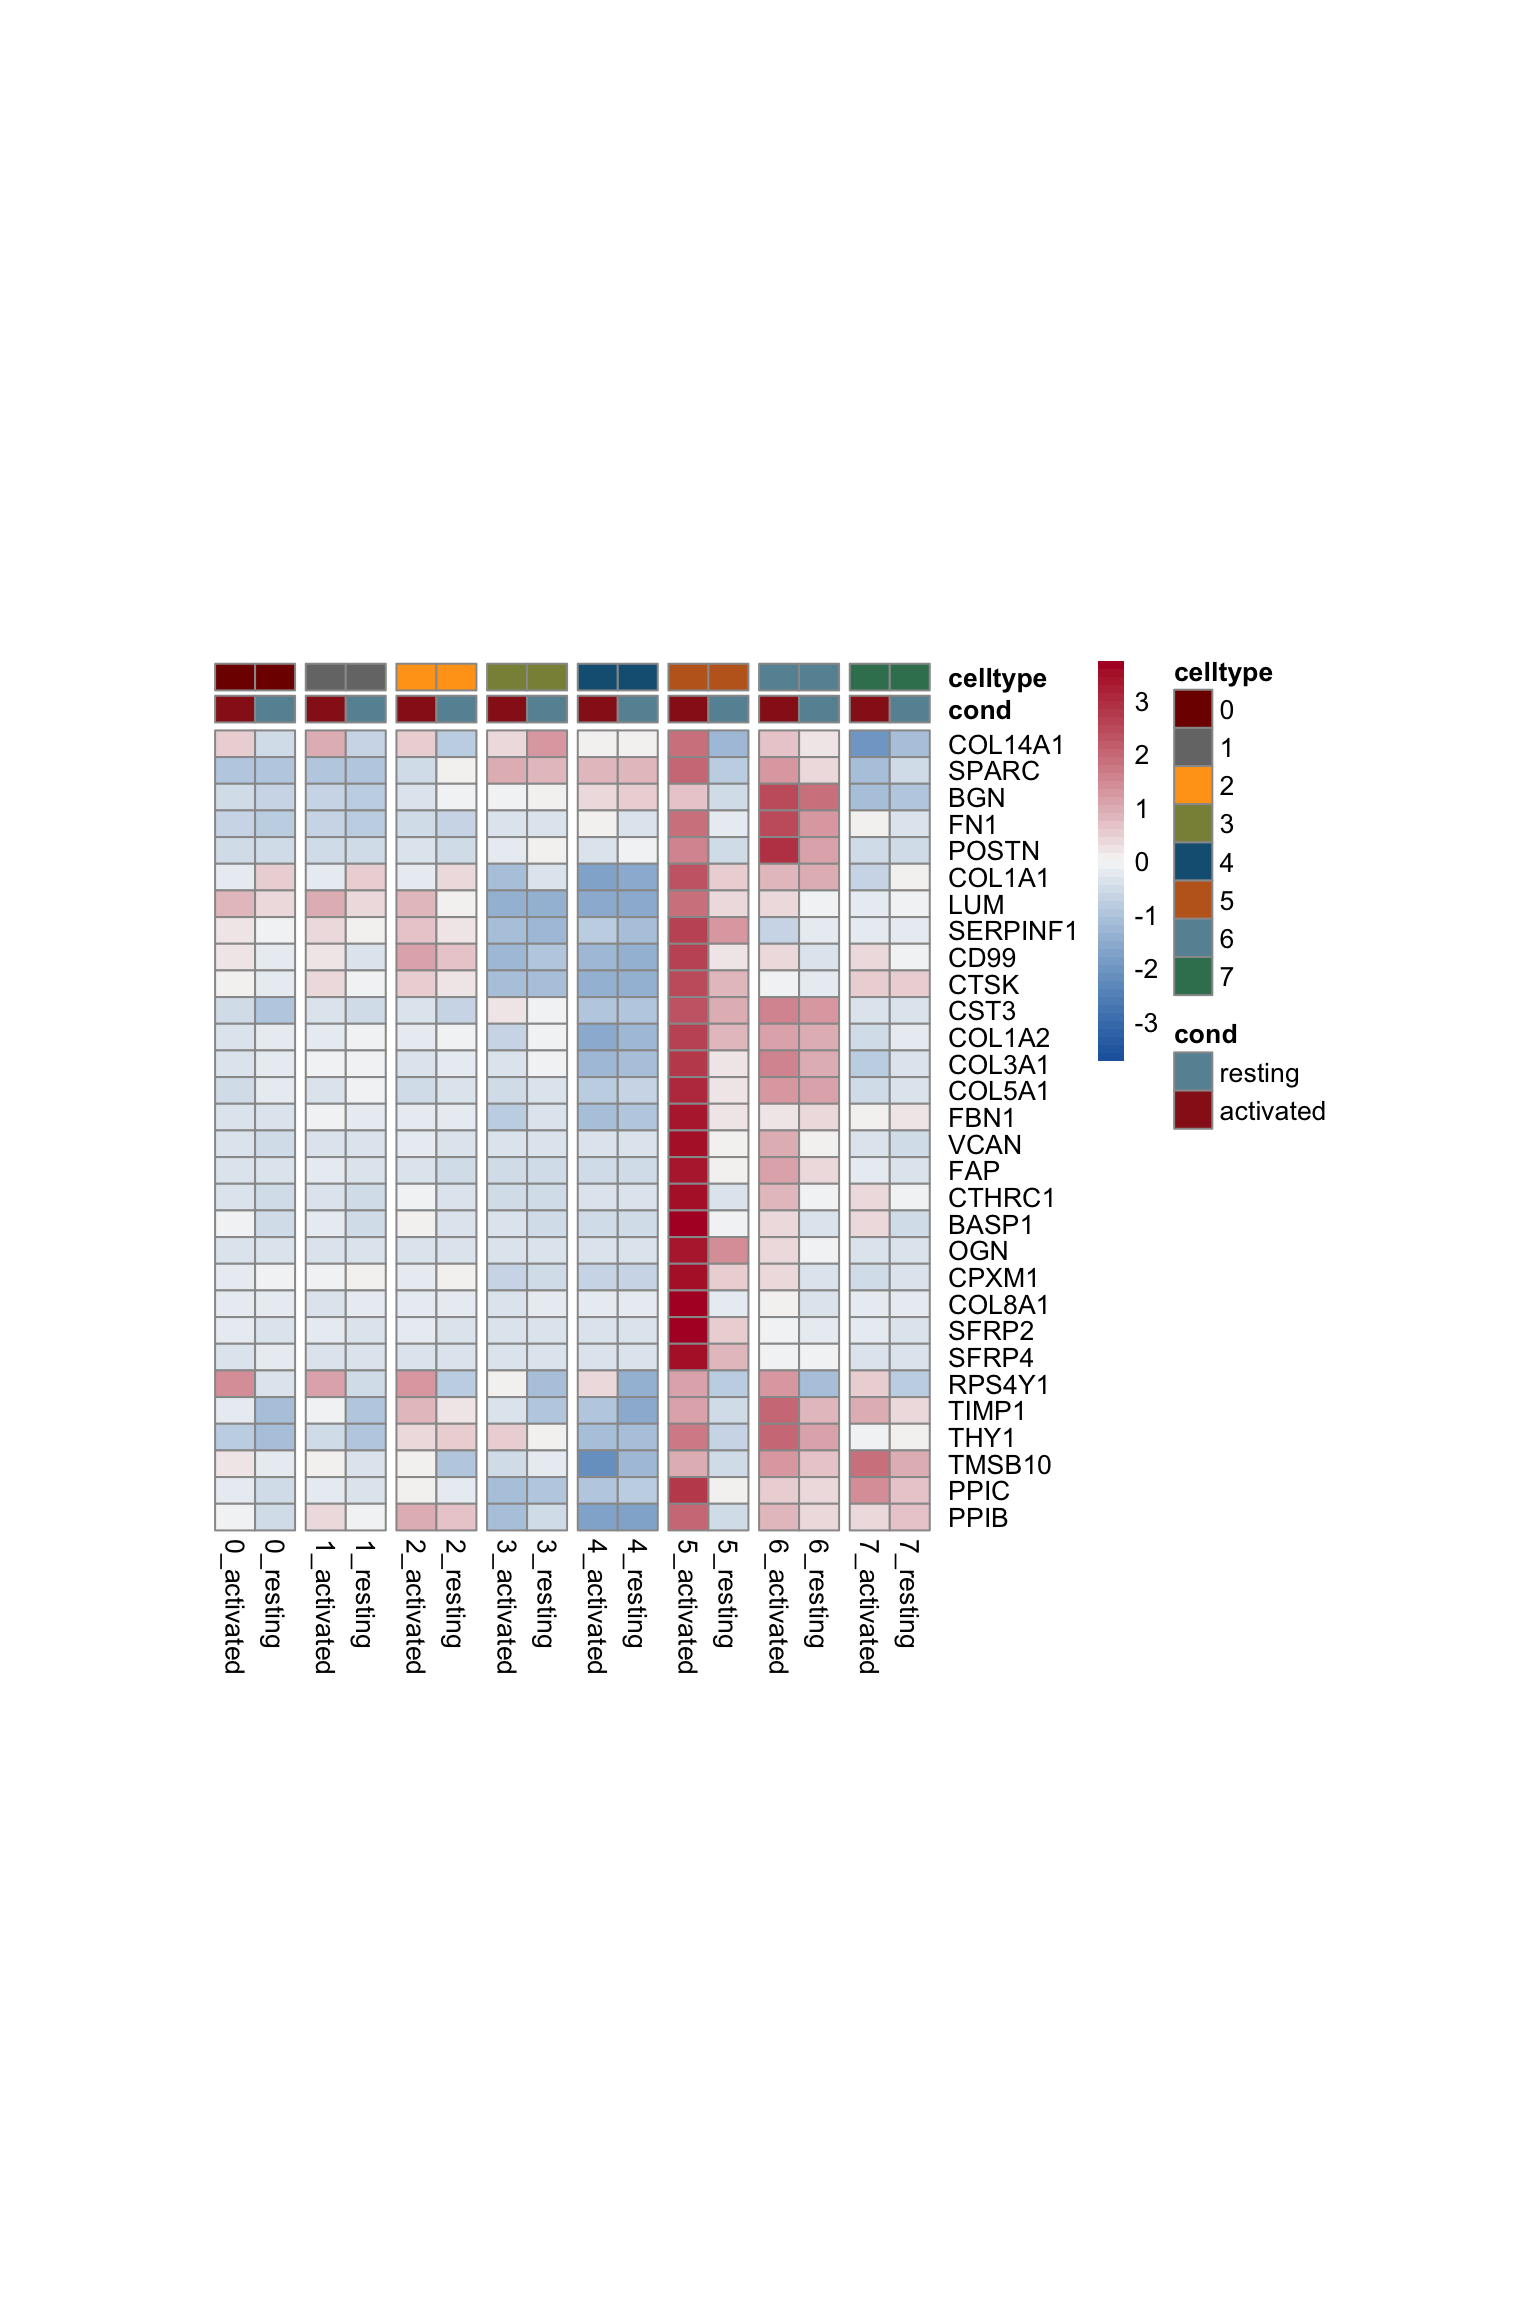 celltype
cond
COL14A1
SPARC
BGN
FN1
POSTN
COL1A1
LUM
SERPINF1
CD99
CTSK
CST3
COL1A2
COL3A1
COL5A1
FBN1
VCAN
FAP
CTHRC1
BASP1
OGN
CPXM1
COL8A1
SFRP2
SFRP4
RPS4Y1
TIMP1
THY1
TMSB10
PPIC
PPIB
0_activated
0_resting
1_activated
1_resting
2_activated
2_resting
3_activated
3_resting
4_activated
4_resting
5_activated
5_resting
6_activated
6_resting
7_activated
7_resting
3
2
1
0
-1
-2
-3
celltype
0
1
2
3
4
5
6
7
cond
resting
activated